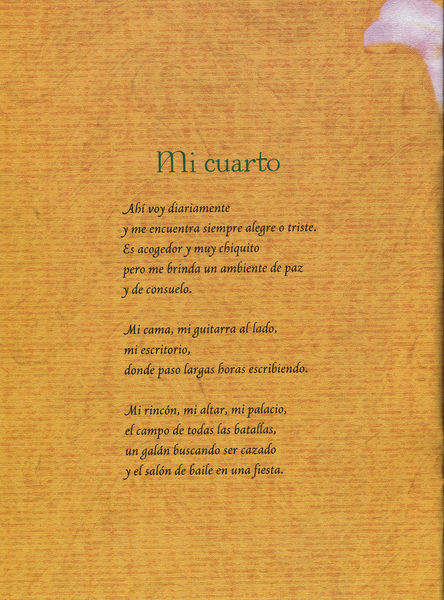 Mi cuarto
Ahí voy diariamente
y me encuentra siempre alegre o triste.
Es acogedor y muy chiquito
pero me brinda un ambiente de paz
y de consuelo.
Mi cama, mi guitarra al lado,
mi escritorio,
donde paso largas horas escribiendo.
Mi rincón, mi altar, mi palacio,
el campo de todas las batallas,
un galán buscando ser cazado
y el salón de baile en una fiesta.